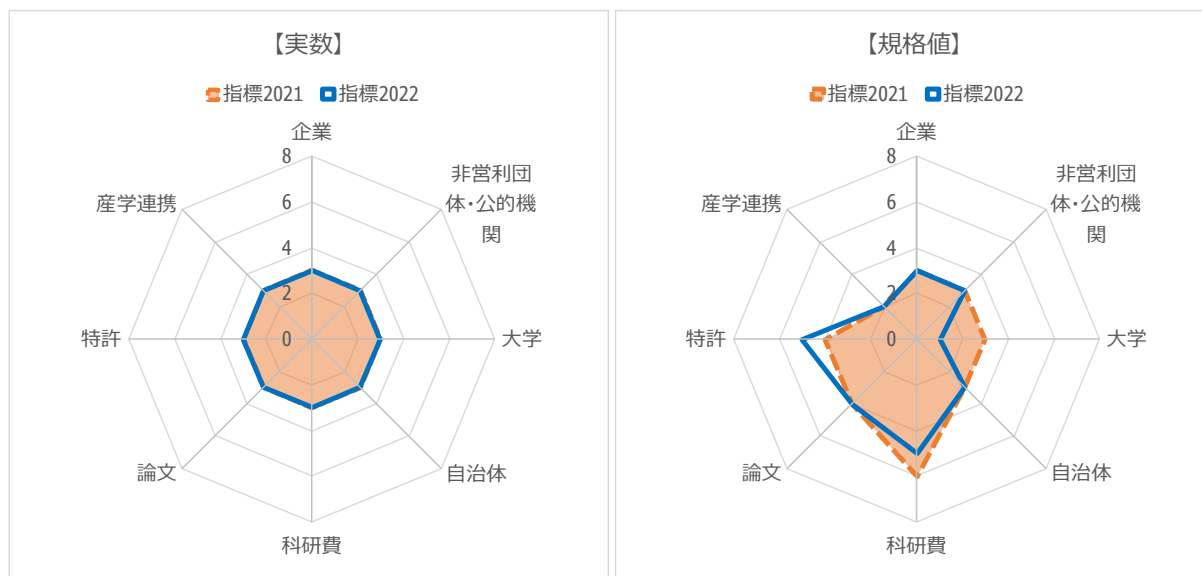 【実数】
指標2021 指標2022
企業
非営利団
体・公的機
関
大学
自治体
科研費
論文
特許
産学連携
8
6
4
2
0
【規格値】
指標2021 指標2022
企業
非営利団
体・公的機
関
大学
自治体
科研費
論文
特許
産学連携
8
6
4
2
0